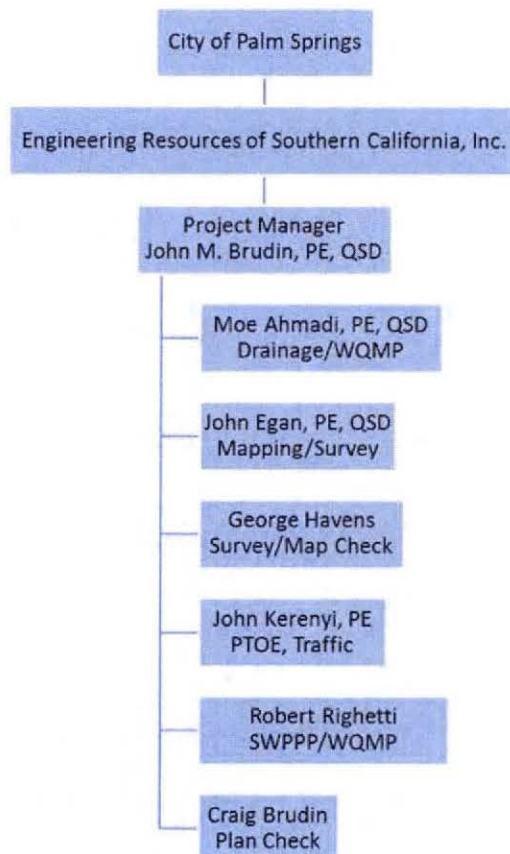 City of Palm Springs
Engineering Resources of Southern California, Inc.
Project Manager
John M. Brudin, PE, QSD
Moe Ahmadi, PE, QSD
Drainage/WQMP
John Egan, PE, QSD
Mapping/Survey
George Havens
Survey/Map Check
John Kerenyi, PE
PTOE, Traffic
Robert Righetti
SWPPP/WQMP
Craig Brudin
Plan Check